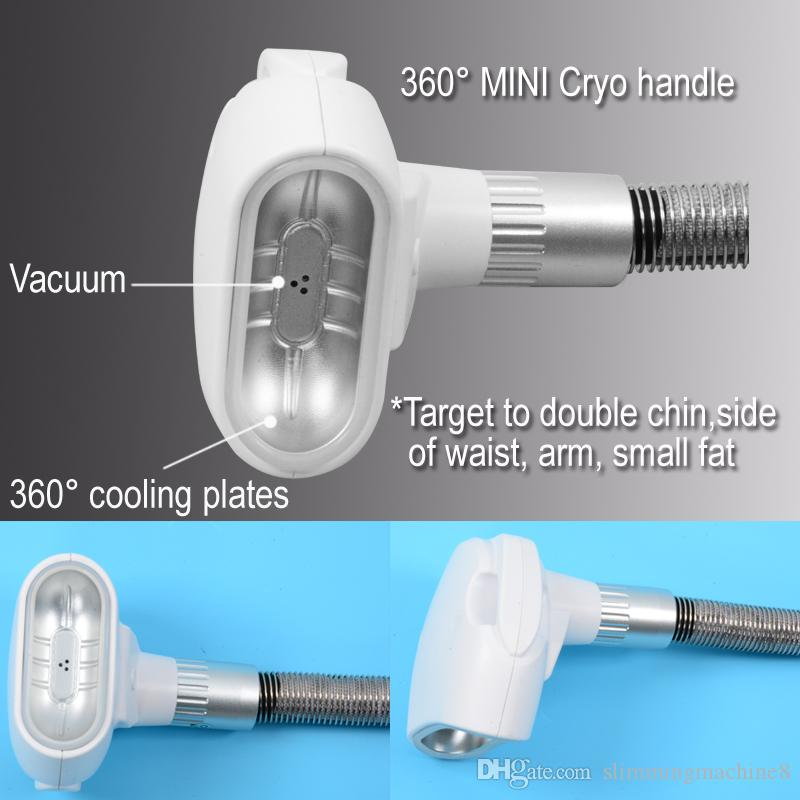 360° MINI Cryo handle
Vacuum
*Target to double chin,side
of waist, arm, small fat
360° cooling plates
DHgate.com slimmingmachine8